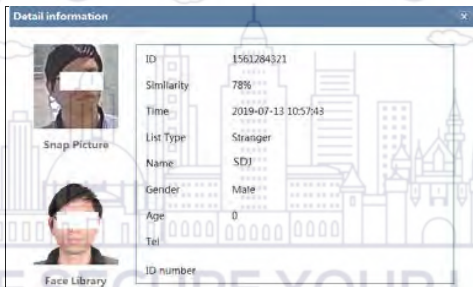 Detail information
Snap Picture
Face Library
ID 1561284321
Similarity 78%
Time 2019-07-13 10:57:43
List Type Stranger
Name SDJ
Gender Male
Age 0
Tel
ID number